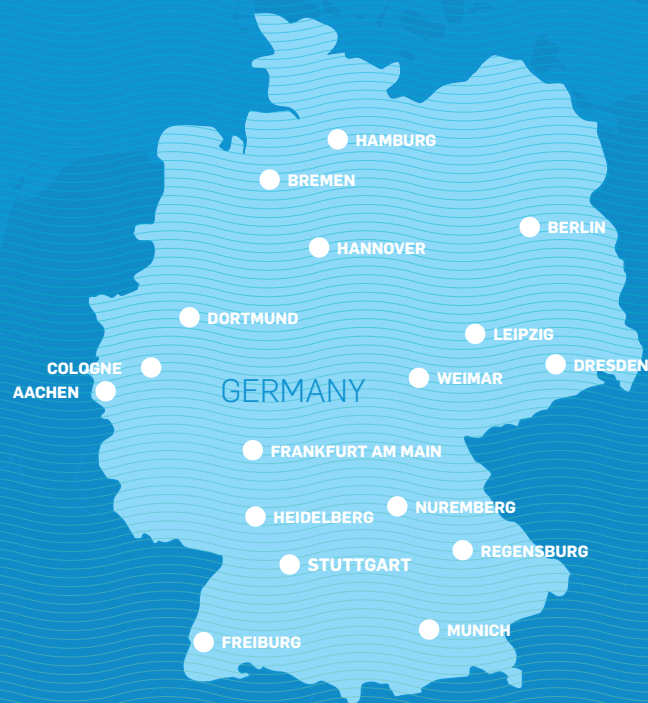 HAMBURG
BREMEN
BERLIN
HANNOVER
DORTMUND
LEIPZIG
COLOGNE
DRESDEN
WEIMAR
AACHEN
GERMANY
FRANKFURT AM MAIN
NUREMBERG
HEIDELBERG
REGENSBURG
STUTTGART
MUNICH
FREIBURG